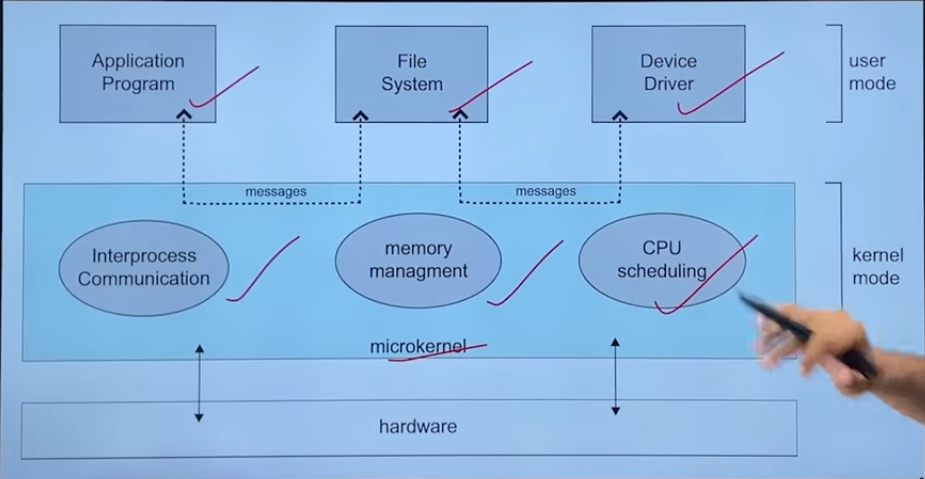 Application
Program
File
System
Device
Driver
user
mode
messages
messages
Interprocess
Communication
memory
managment
CPU
scheduling
kernel
mode
microkernel
hardware